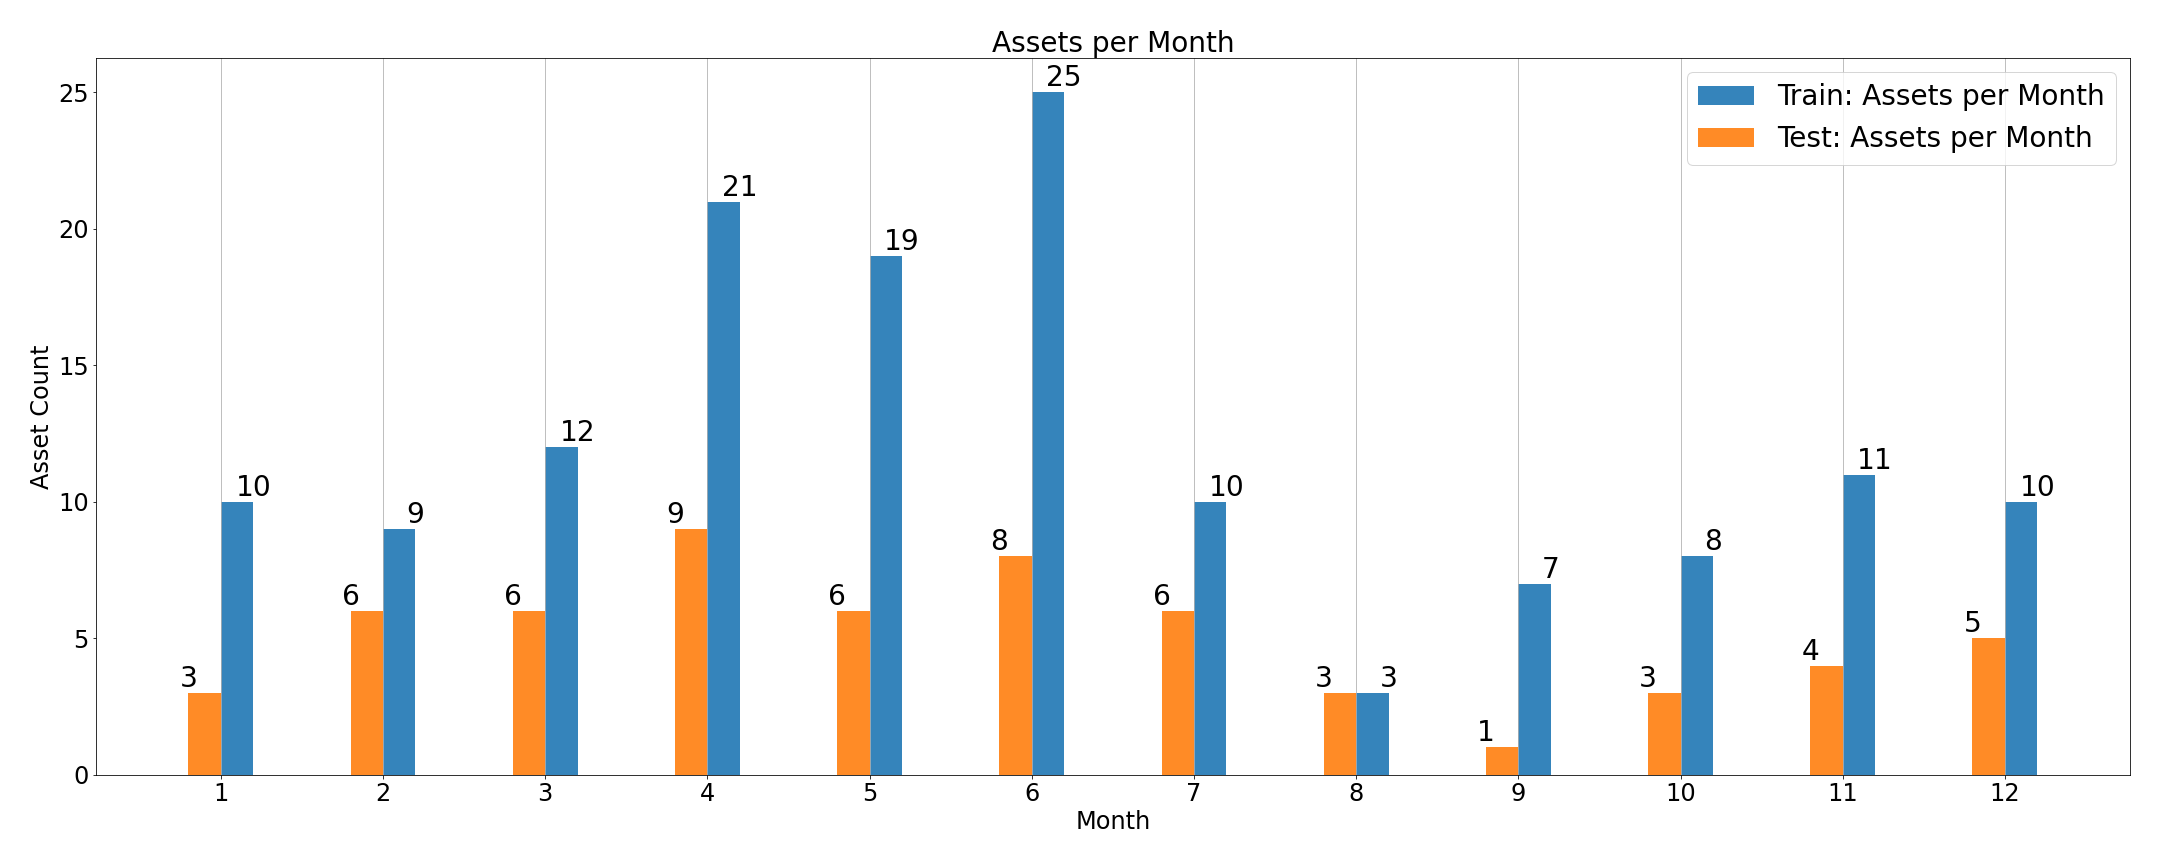 Assets per Month
Train: Assets per Month
Test: Assets per Month
Asset Count
25
20
15
10
5
0
3 10 6 9 6 12 9 21 6 19 8 25 6 10 3 3 1 7 3 8 4 11 5 10
1 2 3 4 5 6 7 8 9 10 11 12
Month